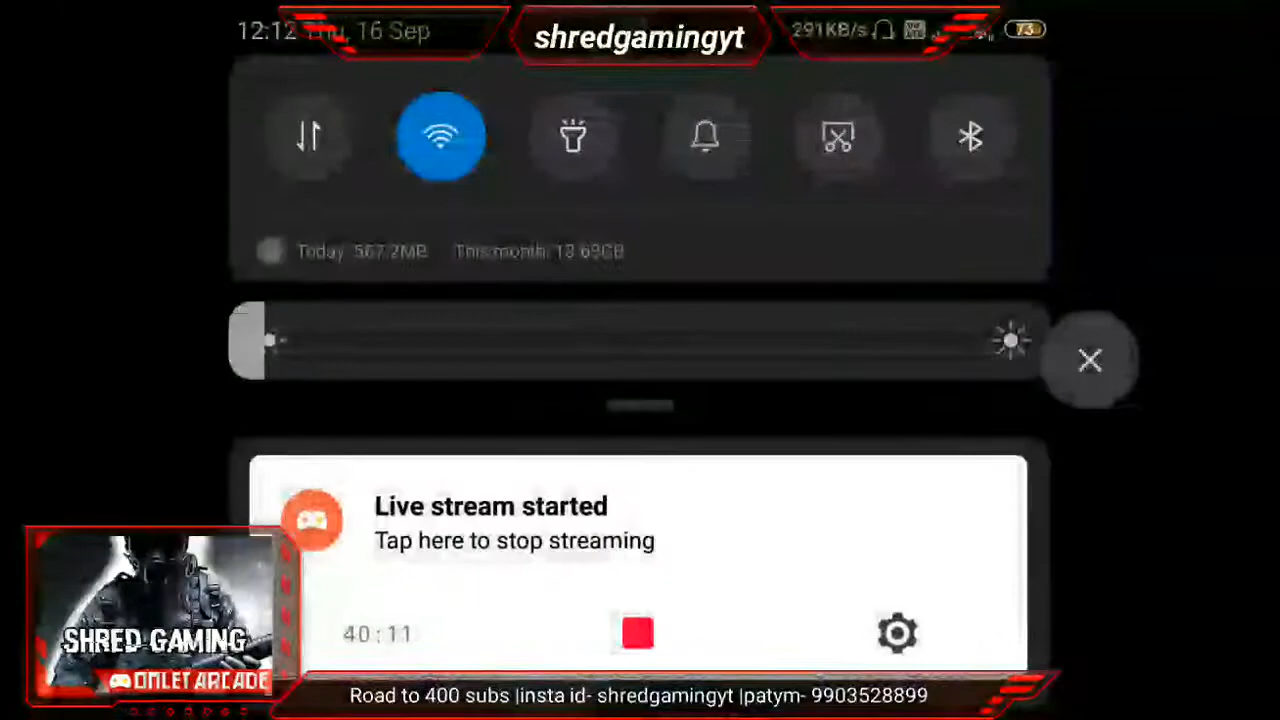 12:12 Thu, 16 Sep
shredgamingyt
291KB/s
73
Today: 567.2MB This month: 13.63GB
Live stream started
Tap here to stop streaming
40:11
SHRED GAMING
OMLET ARCADE
Road to 400 subs |insta id- shredgamingyt |patym- 9903528899